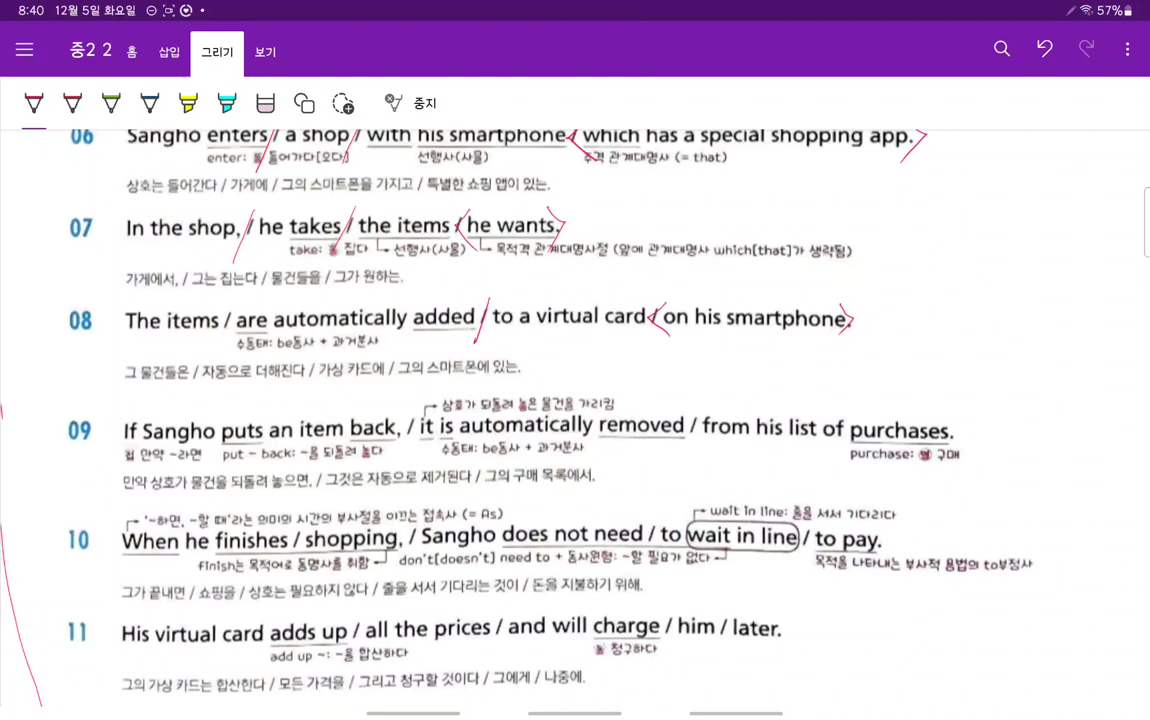 8:40 12월 5일 화요일 57%
중2 2 홈 삽입 그리기 보기
중지
06 Sangho enters / a shop / with his smartphone / which has a special shopping app.
enter: 통 들어가다[오다] 선행사(사물) 주격 관계대명사 (= that)
상호는 들어간다 / 가게에 / 그의 스마트폰을 가지고 / 특별한 쇼핑 앱이 있는.
07 In the shop, / he takes / the items / he wants.
take: 통 집다 선행사(사물) 목적격 관계대명사절 (앞에 관계대명사 which[that]가 생략됨)
가게에서, / 그는 집는다 / 물건들을 / 그가 원하는.
08 The items / are automatically added / to a virtual card / on his smartphone.
수동태: be동사 + 과거분사
그 물건들은 / 자동으로 더해진다 / 가상 카드에 / 그의 스마트폰에 있는.
상호가 되돌려 놓은 물건을 가리킴
09 If Sangho puts an item back, / it is automatically removed / from his list of purchases.
접 만약 ~라면 put ~ back: ~을 되돌려 놓다 수동태: be동사 + 과거분사 purchase: 명 구매
만약 상호가 물건을 되돌려 놓으면, / 그것은 자동으로 제거된다 / 그의 구매 목록에서.
'~하면, ~할 때'라는 의미의 시간의 부사절을 이끄는 접속사 (= As) wait in line: 줄을 서서 기다리다
10 When he finishes / shopping, / Sangho does not need / to wait in line / to pay.
finish는 목적어로 동명사를 취함 don't[doesn't] need to + 동사원형: ~할 필요가 없다 목적을 나타내는 부사적 용법의 to부정사
그가 끝내면 / 쇼핑을 / 상호는 필요하지 않다 / 줄을 서서 기다리는 것이 / 돈을 지불하기 위해.
11 His virtual card adds up / all the prices / and will charge / him / later.
add up ~: ~을 합산하다 청구하다
그의 가상 카드는 합산한다 / 모든 가격을 / 그리고 청구할 것이다 / 그에게 / 나중에.